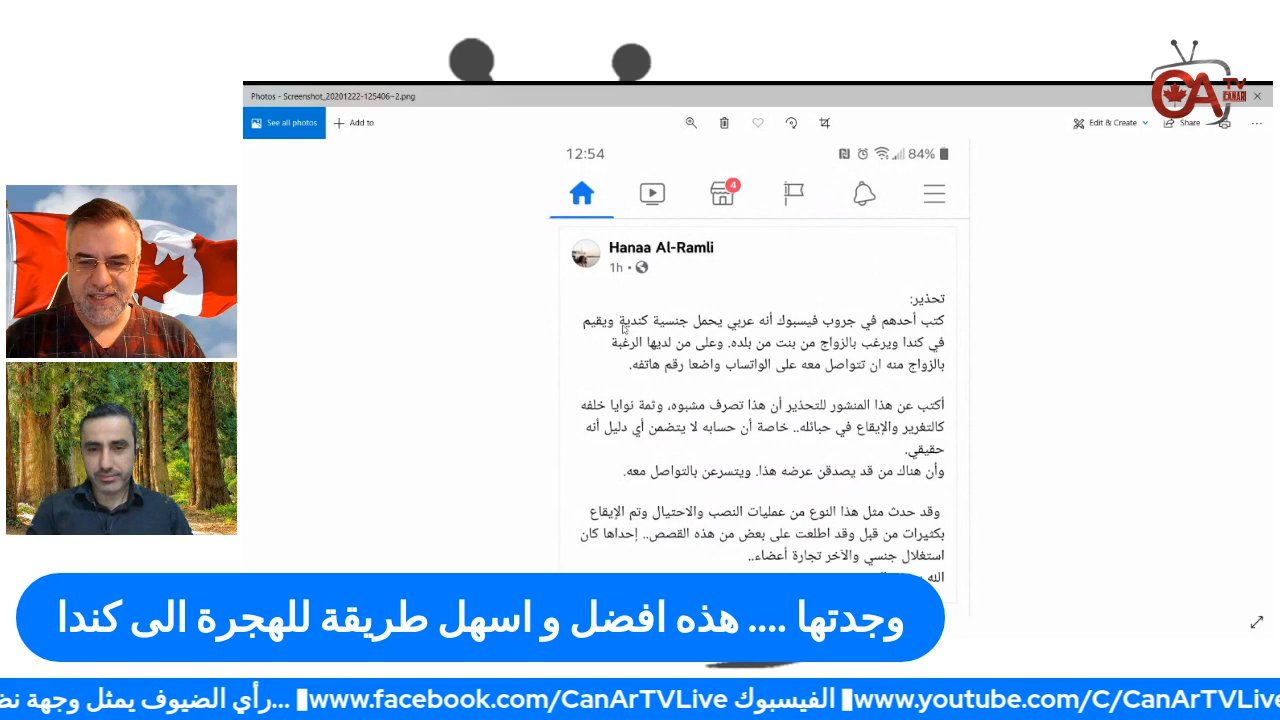 Photos - Screenshot_20201222-125406~2.png
See all photos
Add to
Edit & Create
Share
CA TV CANAR
12:54
84%
4
Hanaa Al-Ramli
1h
تحذير:
كتب أحدهم في جروب فيسبوك أنه عربي يحمل جنسية كندية ويقيم
في كندا ويرغب بالزواج من بنت من بلده. وعلى من لديها الرغبة
بالزواج منه ان تتواصل معه على الواتساب واضعا رقم هاتفه.
أكتب عن هذا المنشور للتحذير أن هذا تصرف مشبوه، وثمة نوايا خلفه
كالتغرير والإيقاع في حبائله.. خاصة أن حسابه لا يتضمن أي دليل أنه
حقيقي.
وأن هناك من قد يصدقن عرضه هذا. ويتسرعن بالتواصل معه.
وقد حدث مثل هذا النوع من عمليات النصب والاحتيال وتم الإيقاع
بكثيرات من قبل وقد اطلعت على بعض من هذه القصص.. إحداها كان
استغلال جنسي والآخر تجارة أعضاء..
الله
وجدتها .... هذه افضل و اسهل طريقة للهجرة الى كندا
رأي الضيوف يمثل وجهة ...www.facebook.com/CanArTVLive الفيسبوك www.youtube.com/C/CanArTVLive